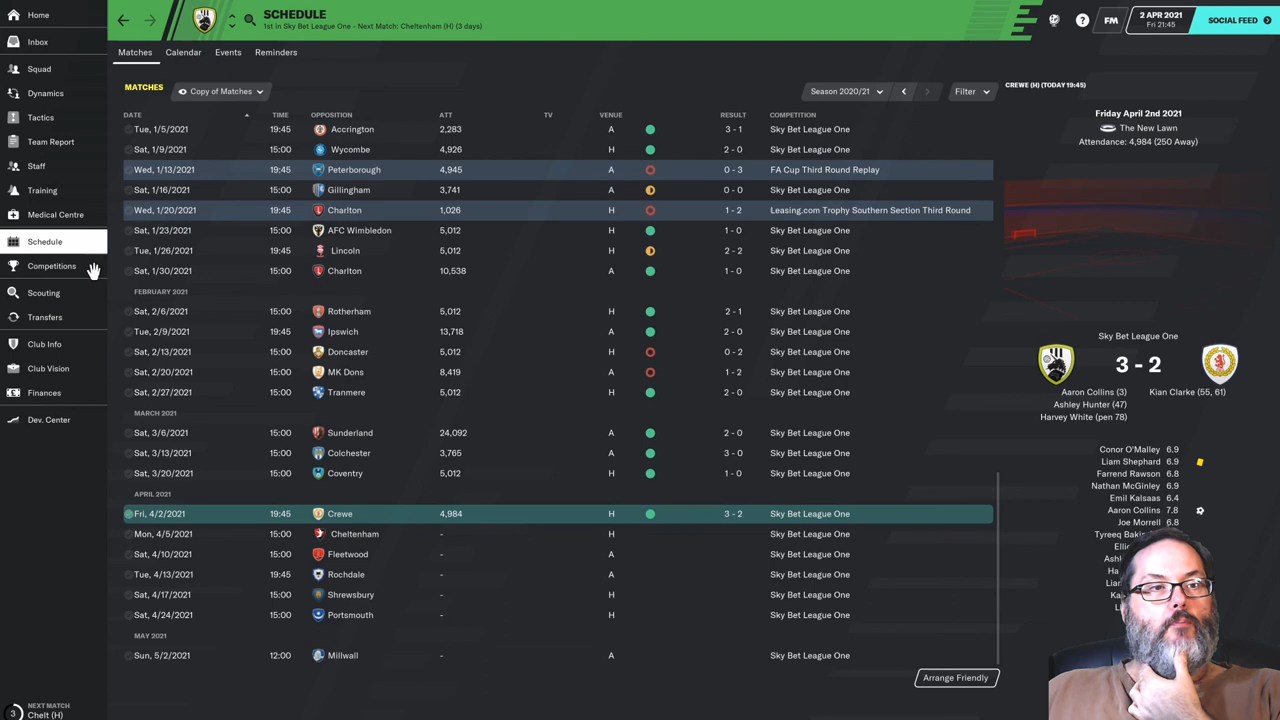 Home
Inbox
Squad
Dynamics
Tactics
Team Report
Staff
Training
Medical Centre
Schedule
Competitions
Scouting
Transfers
Club Info
Club Vision
Finances
Dev. Center
3
NEXT MATCH
Chelt (H)
SCHEDULE
1st in Sky Bet League One - Next Match: Cheltenham (H) (3 days)
?
FM
2 APR 2021
Fri 21:45
SOCIAL FEED
Matches Calendar Events Reminders
MATCHES Copy of Matches Season 2020/21 Filter
DATE TIME OPPOSITION ATT TV VENUE RESULT COMPETITION
Tue, 1/5/2021 19:45 Accrington 2,283 A 3 - 1 Sky Bet League One
Sat, 1/9/2021 15:00 Wycombe 4,926 H 2 - 0 Sky Bet League One
Wed, 1/13/2021 19:45 Peterborough 4,945 A 0 - 3 FA Cup Third Round Replay
Sat, 1/16/2021 15:00 Gillingham 3,741 A 0 - 0 Sky Bet League One
Wed, 1/20/2021 19:45 Charlton 1,026 H 1 - 2 Leasing.com Trophy Southern Section Third Round
Sat, 1/23/2021 15:00 AFC Wimbledon 5,012 H 1 - 0 Sky Bet League One
Tue, 1/26/2021 19:45 Lincoln 5,012 H 2 - 2 Sky Bet League One
Sat, 1/30/2021 15:00 Charlton 10,538 A 1 - 0 Sky Bet League One
FEBRUARY 2021
Sat, 2/6/2021 15:00 Rotherham 5,012 H 2 - 1 Sky Bet League One
Tue, 2/9/2021 19:45 Ipswich 13,718 A 2 - 0 Sky Bet League One
Sat, 2/13/2021 15:00 Doncaster 5,012 H 0 - 2 Sky Bet League One
Sat, 2/20/2021 15:00 MK Dons 8,419 A 1 - 2 Sky Bet League One
Sat, 2/27/2021 15:00 Tranmere 5,012 H 2 - 0 Sky Bet League One
MARCH 2021
Sat, 3/6/2021 15:00 Sunderland 24,092 A 2 - 0 Sky Bet League One
Sat, 3/13/2021 15:00 Colchester 3,765 A 3 - 0 Sky Bet League One
Sat, 3/20/2021 15:00 Coventry 5,012 H 1 - 0 Sky Bet League One
APRIL 2021
Fri, 4/2/2021 19:45 Crewe 4,984 H 3 - 2 Sky Bet League One
Mon, 4/5/2021 15:00 Cheltenham - H Sky Bet League One
Sat, 4/10/2021 15:00 Fleetwood - A Sky Bet League One
Tue, 4/13/2021 19:45 Rochdale - A Sky Bet League One
Sat, 4/17/2021 15:00 Shrewsbury - H Sky Bet League One
Sat, 4/24/2021 15:00 Portsmouth - H Sky Bet League One
MAY 2021
Sun, 5/2/2021 12:00 Millwall - A Sky Bet League One
Arrange Friendly
CREWE (H) (TODAY 19:45)
Friday April 2nd 2021
The New Lawn
Attendance: 4,984 (250 Away)
Sky Bet League One
3 - 2
Aaron Collins (3) Kian Clarke (55, 61)
Ashley Hunter (47)
Harvey White (pen 78)
Conor O'Malley 6.9
Liam Shephard 6.9
Farrend Rawson 6.8
Nathan McGinley 6.9
Emil Kalsaas 6.4
Aaron Collins 7.8
Joe Morrell 6.8
Tyreeq